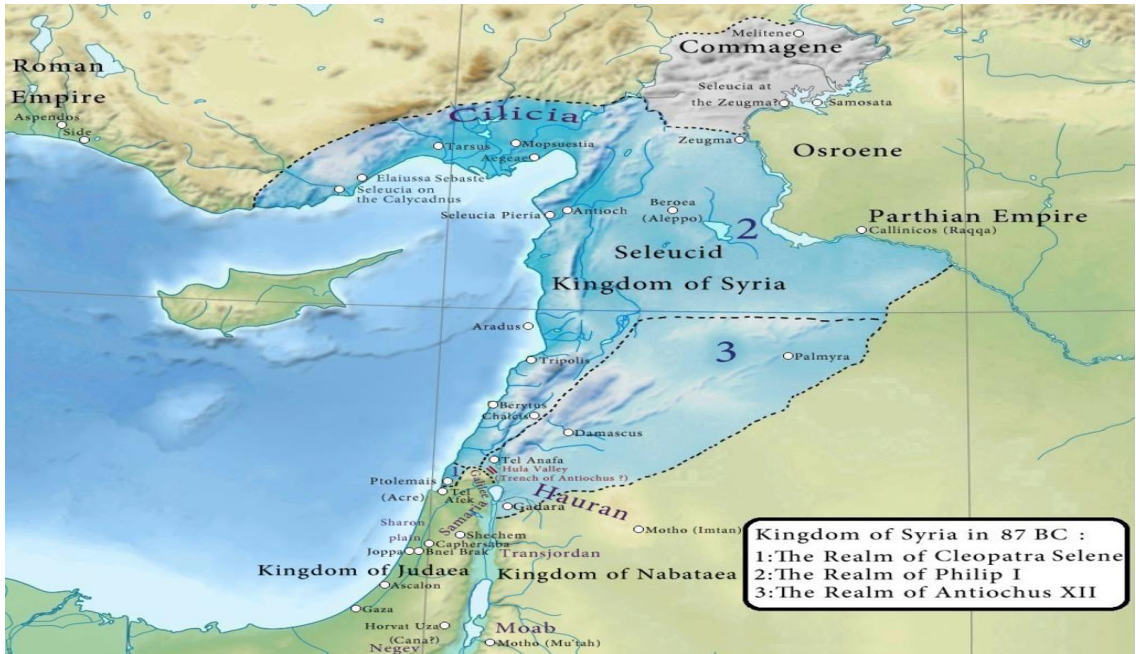 Melitene
Commagene
Roman
Empire
Seleucia at
the Zeugma?
Samosata
Aspendos
Side
Cilicia
Tarsus
Mopsuestia
Zeugma
Osroene
Aegeae
Elaiussa Sebaste
Seleucia on
the Calycadnus
Seleucia Pieria
Antioch
Beroea
(Aleppo)
2
Parthian Empire
Callinicos (Raqqa)
Seleucid
Kingdom of Syria
Aradus
3
Palmyra
Tripolis
Berytus
Chalcis
Damascus
Tel Anafa
Hula Valley
(Trench of Antiochus ?)
1
Galilee
Ptolemais
(Acre)
Tel
Afek
Hauran
Gadara
Samaria
Sharon
plain
Shechem
Motho (Imtan)
Caphersaba
Joppa
Bnei Brak
Transjordan
Kingdom of Judaea
Kingdom of Nabataea
Ascalon
Gaza
Horvat Uza
(Cana?)
Moab
Negev
Motho (Mu'tah)
Kingdom of Syria in 87 BC :
1:The Realm of Cleopatra Selene
2:The Realm of Philip I
3:The Realm of Antiochus XII